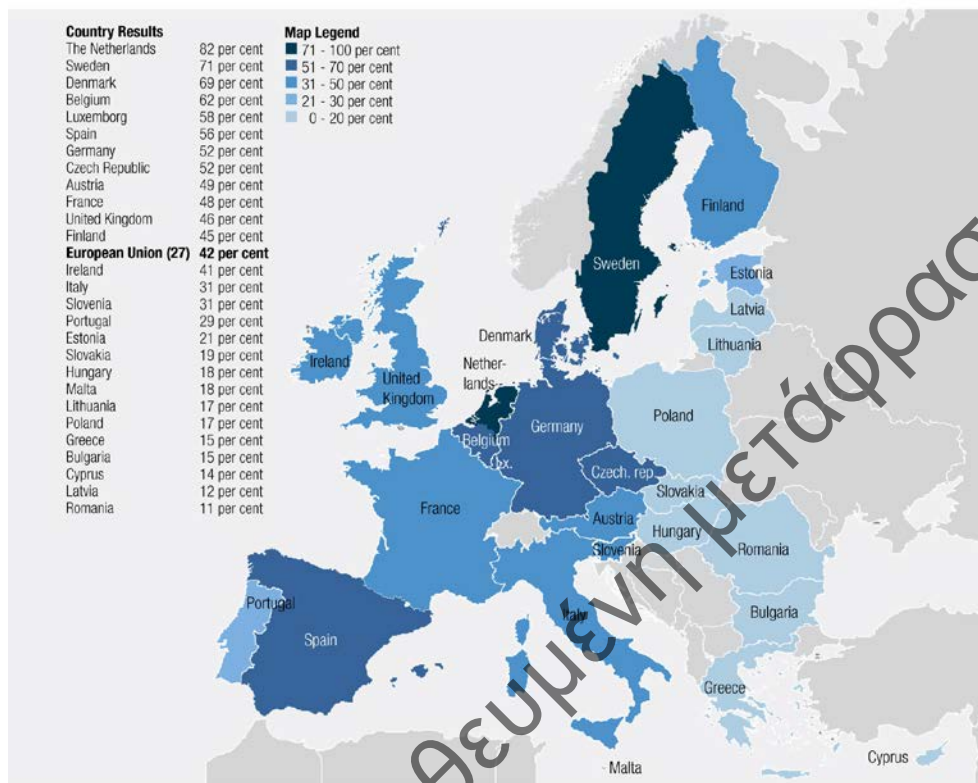 Country Results
The Netherlands 82 per cent
Sweden 71 per cent
Denmark 69 per cent
Belgium 62 per cent
Luxemborg 58 per cent
Spain 56 per cent
Germany 52 per cent
Czech Republic 52 per cent
Austria 49 per cent
France 48 per cent
United Kingdom 46 per cent
Finland 45 per cent
European Union (27) 42 per cent
Ireland 41 per cent
Italy 31 per cent
Slovenia 31 per cent
Portugal 29 per cent
Estonia 21 per cent
Slovakia 19 per cent
Hungary 18 per cent
Malta 18 per cent
Lithuania 17 per cent
Poland 17 per cent
Greece 15 per cent
Bulgaria 15 per cent
Cyprus 14 per cent
Latvia 12 per cent
Romania 11 per cent
Map Legend
71 - 100 per cent
51 - 70 per cent
31 - 50 per cent
21 - 30 per cent
0 - 20 per cent
Finland
Sweden
Estonia
Latvia
Lithuania
Denmark
Nether-
lands
Ireland
United
Kingdom
Poland
Germany
Belgium
Czech. rep.
Slovakia
France
Austria
Hungary
Slovenia
Romania
Italy
Bulgaria
Portugal
Spain
Greece
Malta
Cyprus
θευμένη μετάφρασ